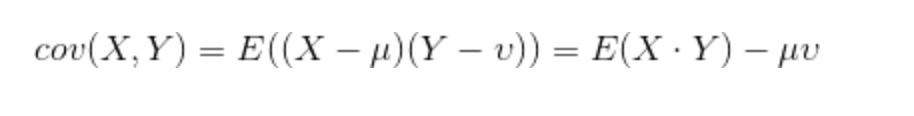 cov(X, Y) = E((X − μ)(Y − υ)) = E(X · Y) − μυ